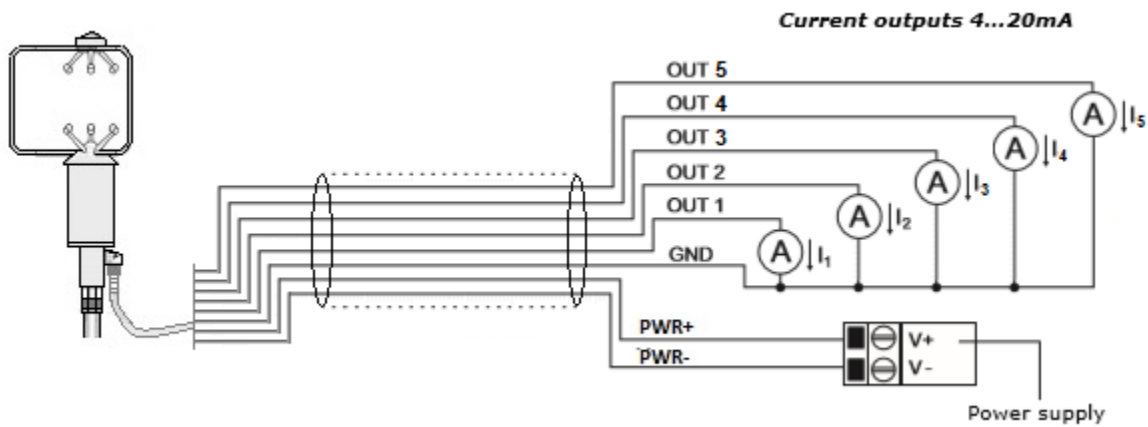 Current outputs 4...20mA
OUT 5
A
I5
OUT 4
A
I4
OUT 3
A
I3
OUT 2
A
I2
OUT 1
A
I1
GND
PWR+
V+
PWR-
V-
Power supply